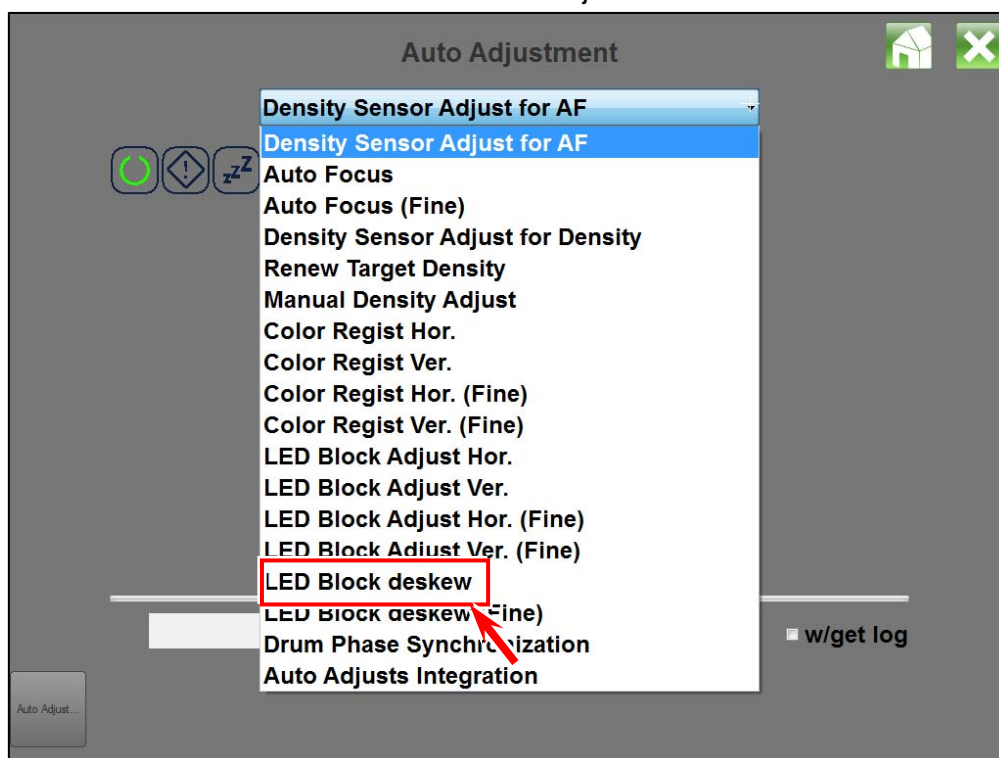 Auto Adjustment
Density Sensor Adjust for AF
Density Sensor Adjust for AF
zzZ
Auto Focus
Auto Focus (Fine)
Density Sensor Adjust for Density
Renew Target Density
Manual Density Adjust
Color Regist Hor.
Color Regist Ver.
Color Regist Hor. (Fine)
Color Regist Ver. (Fine)
LED Block Adjust Hor.
LED Block Adjust Ver.
LED Block Adjust Hor. (Fine)
LED Block Adjust Ver. (Fine)
LED Block deskew
LED Block deskew (Fine)
Drum Phase Synchronization
w/get log
Auto Adjusts Integration
Auto Adjust...